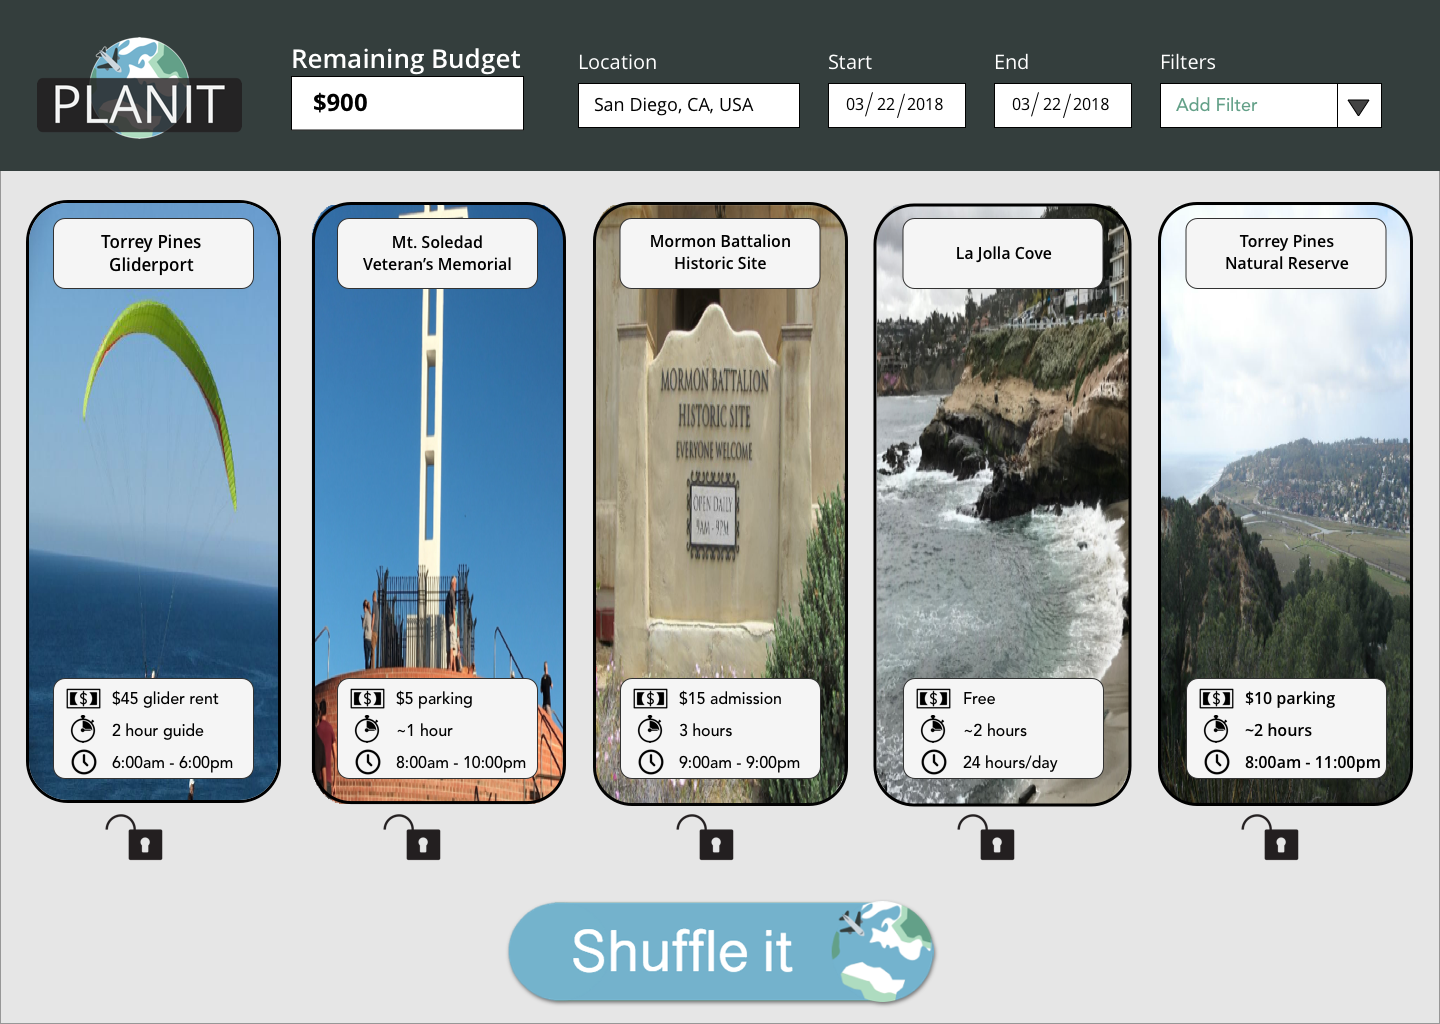 PLANIT
Remaining Budget
$900
Location
San Diego, CA, USA
Start
03/22/2018
End
03/22/2018
Filters
Add Filter
Torrey Pines
Gliderport
$45 glider rent
2 hour guide
6:00am - 6:00pm
Mt. Soledad
Veteran’s Memorial
$5 parking
~1 hour
8:00am - 10:00pm
Mormon Battalion
Historic Site
MORMON BATTALION
HISTORIC SITE
EVERYONE WELCOME
OPEN DAILY
9AM - 9PM
$15 admission
3 hours
9:00am - 9:00pm
La Jolla Cove
Free
~2 hours
24 hours/day
Torrey Pines
Natural Reserve
$10 parking
~2 hours
8:00am - 11:00pm
Shuffle it